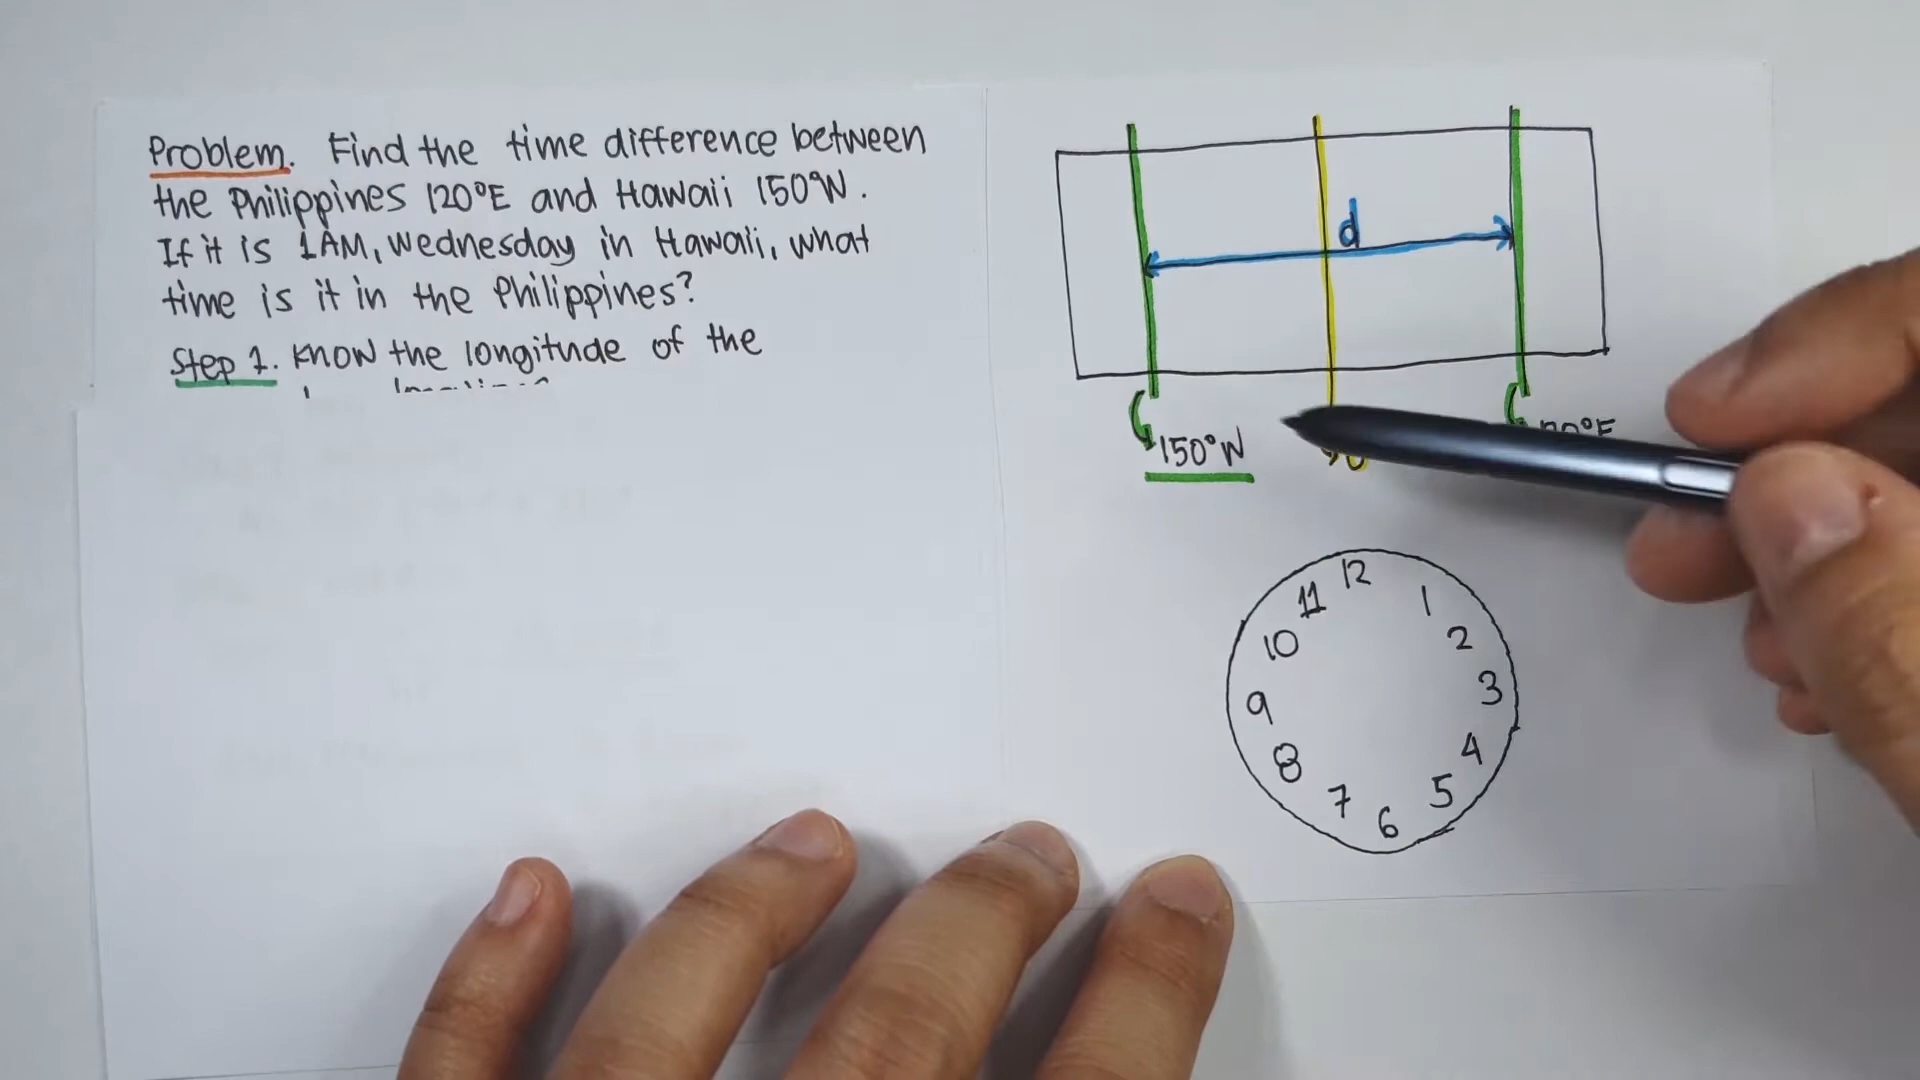 Problem. Find the time difference between
the Philippines 120°E and Hawaii 150°W.
If it is 1AM, Wednesday in Hawaii, what
time is it in the Philippines?
Step 1. Know the longitude of the
d
150°W
0
12
11
1
10
2
9
3
8
4
7
5
6